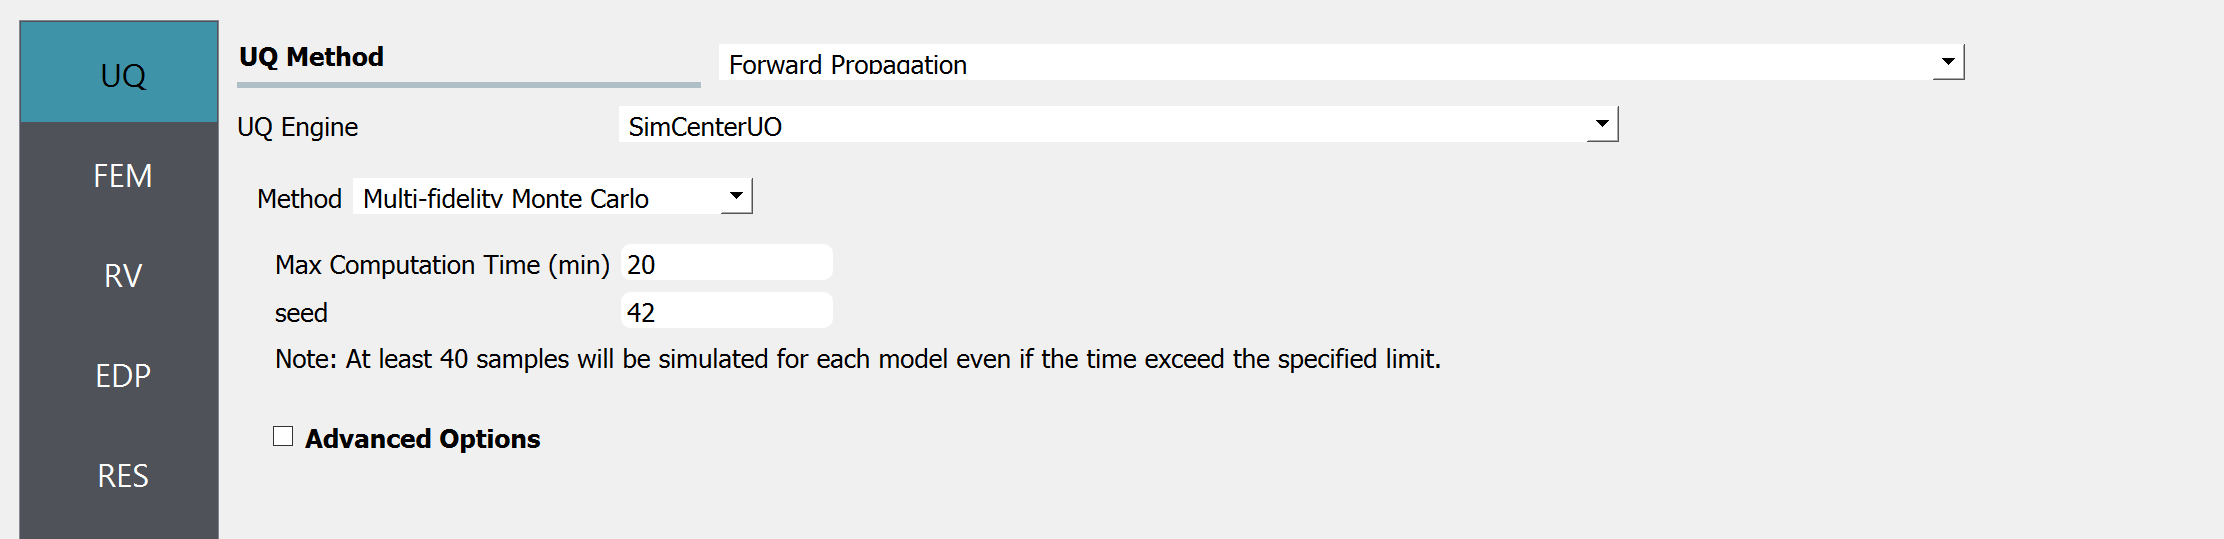 UQ
FEM
RV
EDP
RES
UQ Method
Forward Propagation
UQ Engine
SimCenterUQ
Method
Multi-fidelity Monte Carlo
Max Computation Time (min)
20
seed
42
Note: At least 40 samples will be simulated for each model even if the time exceed the specified limit.
Advanced Options